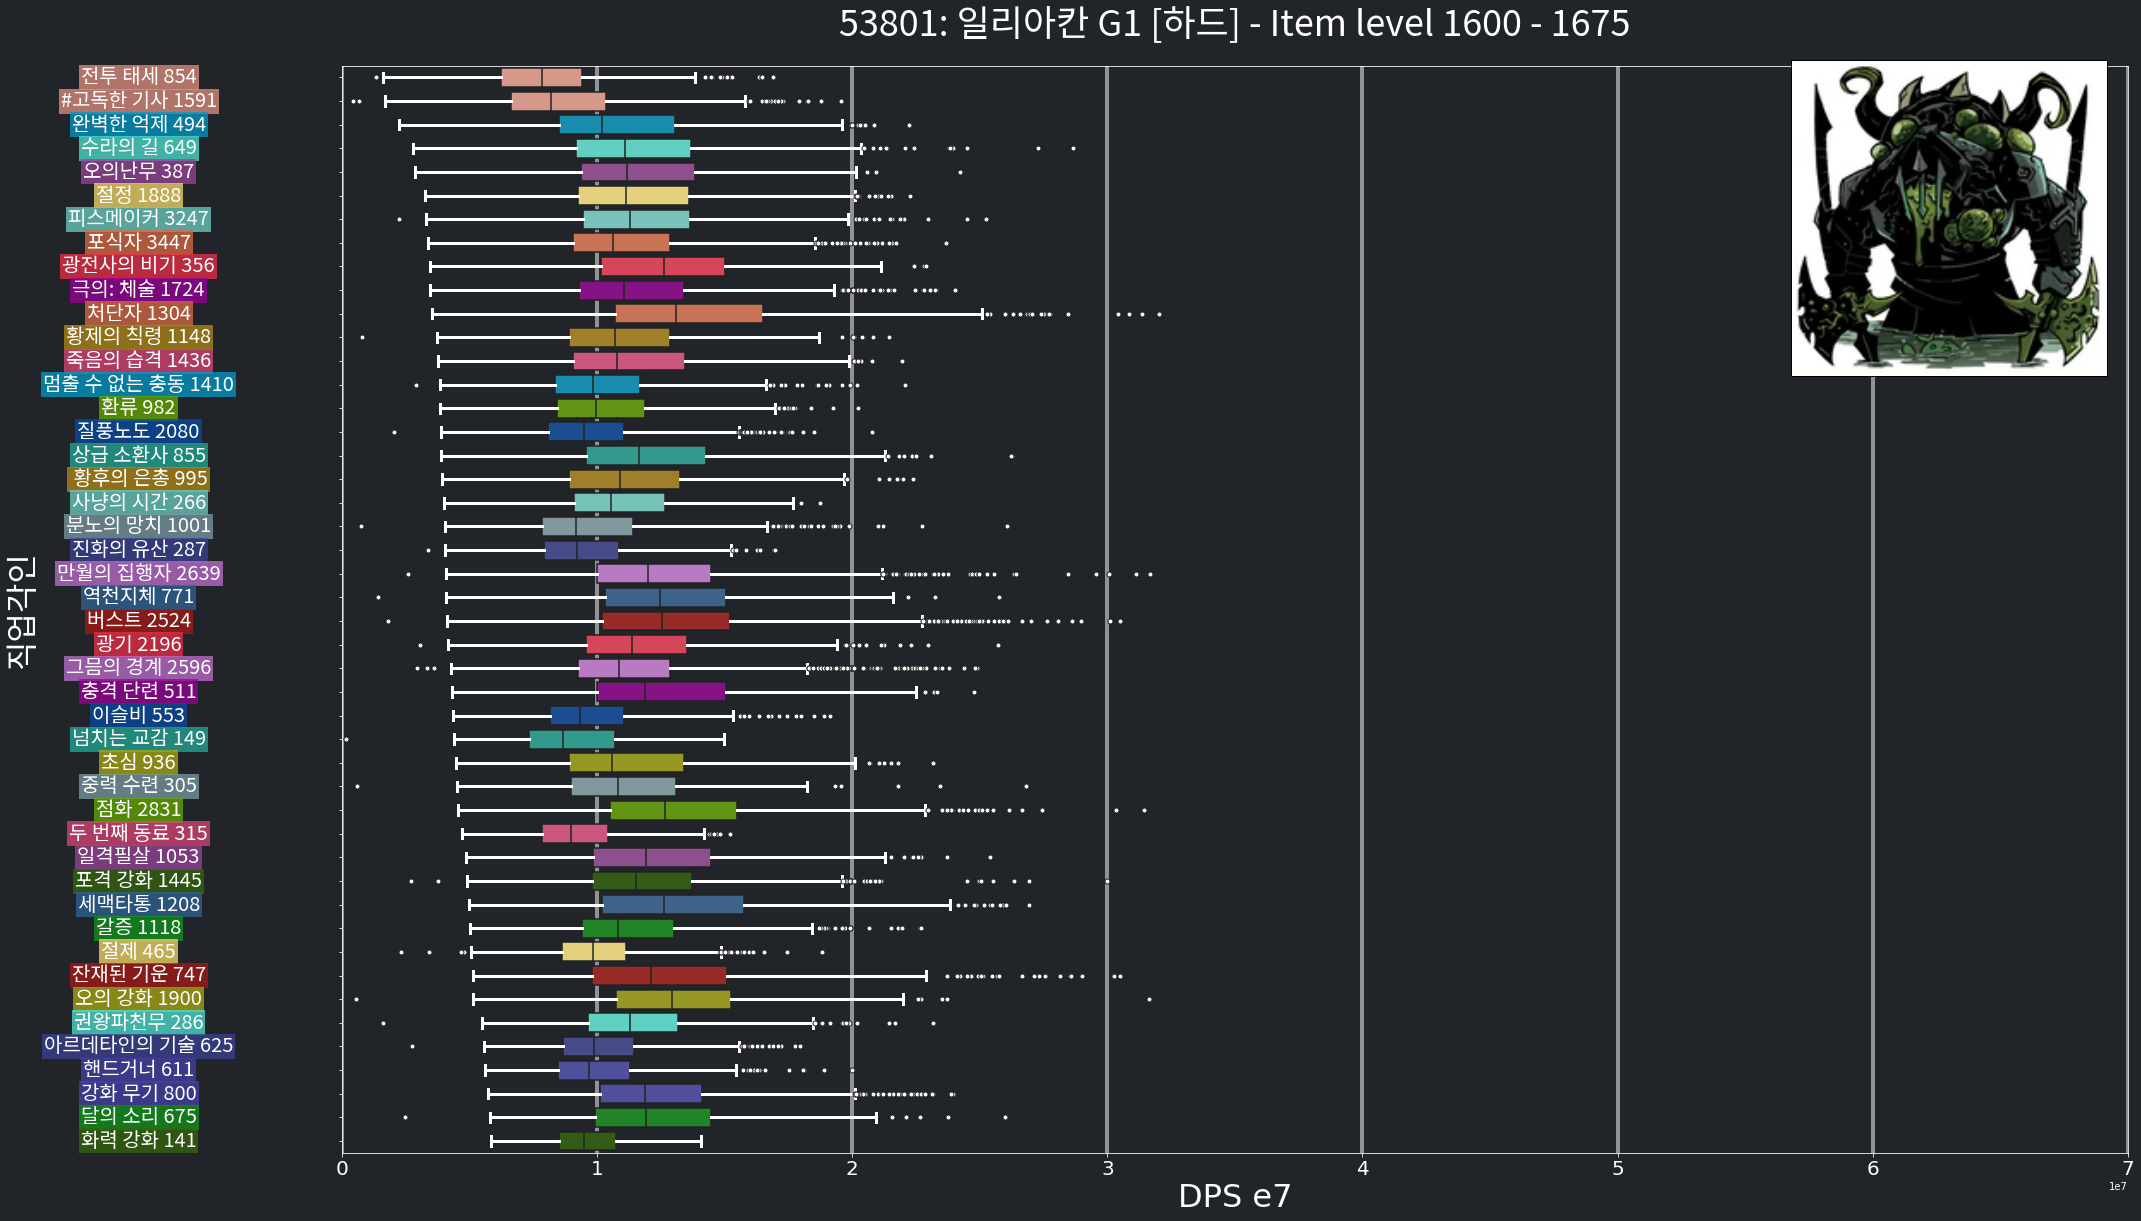 53801: 일리아칸 G1 [하드] - Item level 1600 - 1675
직업각인
전투 태세 854
#고독한 기사 1591
완벽한 억제 494
수라의 길 649
오의난무 387
절정 1888
피스메이커 3247
포식자 3447
광전사의 비기 356
극의: 체술 1724
처단자 1304
황제의 칙령 1148
죽음의 습격 1436
멈출 수 없는 충동 1410
환류 982
질풍노도 2080
상급 소환사 855
황후의 은총 995
사냥의 시간 266
분노의 망치 1001
진화의 유산 287
만월의 집행자 2639
역천지체 771
버스트 2524
광기 2196
그믐의 경계 2596
충격 단련 511
이슬비 553
넘치는 교감 149
초심 936
중력 수련 305
점화 2831
두 번째 동료 315
일격필살 1053
포격 강화 1445
세맥타통 1208
갈증 1118
절제 465
잔재된 기운 747
오의 강화 1900
권왕파천무 286
아르데타인의 기술 625
핸드거너 611
강화 무기 800
달의 소리 675
화력 강화 141
0 1 2 3 4 5 6 7
1e7
DPS e7